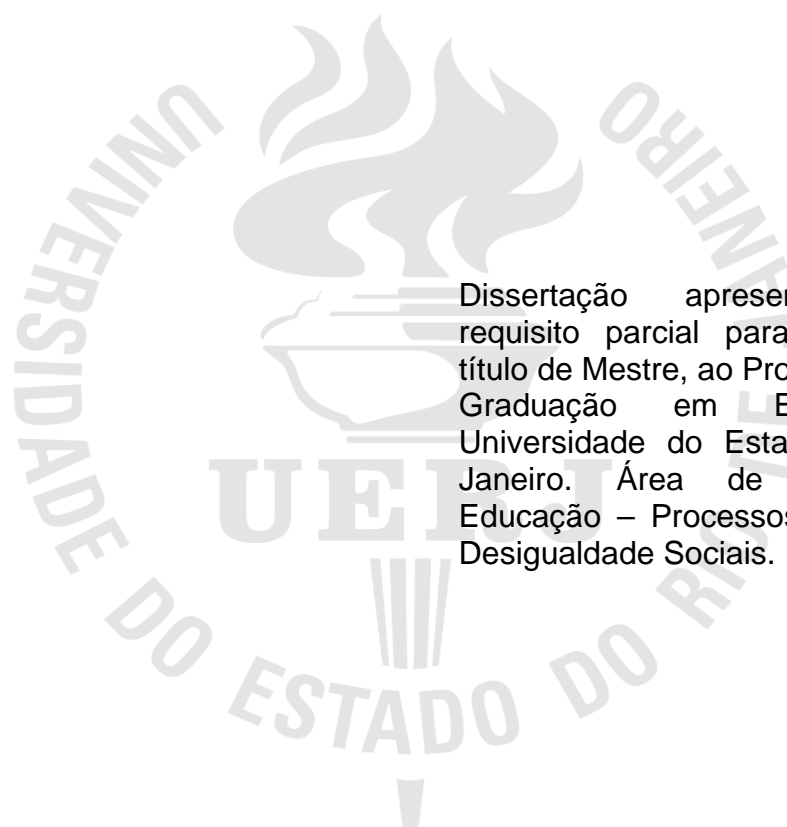 UNIVERSIDADE DO ESTADO DO RIO DE JANEIRO
UERJ
Dissertação apresen
requisito parcial para
título de Mestre, ao Pro
Graduação em E
Universidade do Esta
Janeiro. Área de
Educação – Processos
Desigualdade Sociais.